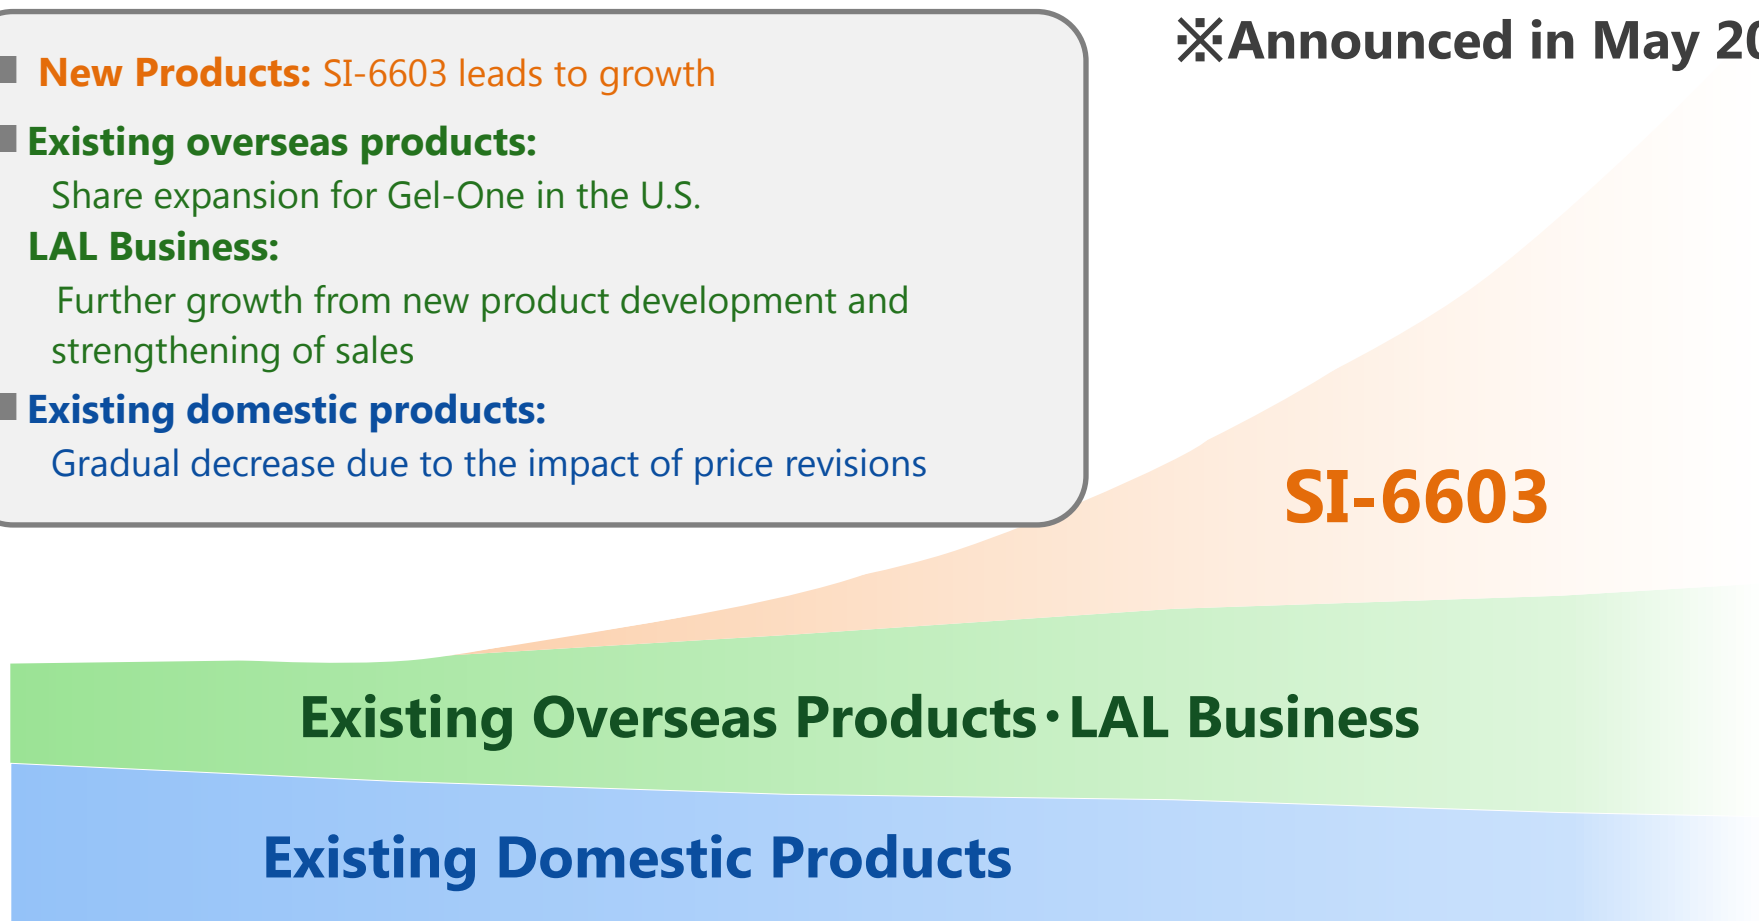 ※Announced in May 20
■ New Products: SI-6603 leads to growth
■ Existing overseas products:
Share expansion for Gel-One in the U.S.
LAL Business:
Further growth from new product development and
strengthening of sales
■ Existing domestic products:
Gradual decrease due to the impact of price revisions
SI-6603
Existing Overseas Products・LAL Business
Existing Domestic Products